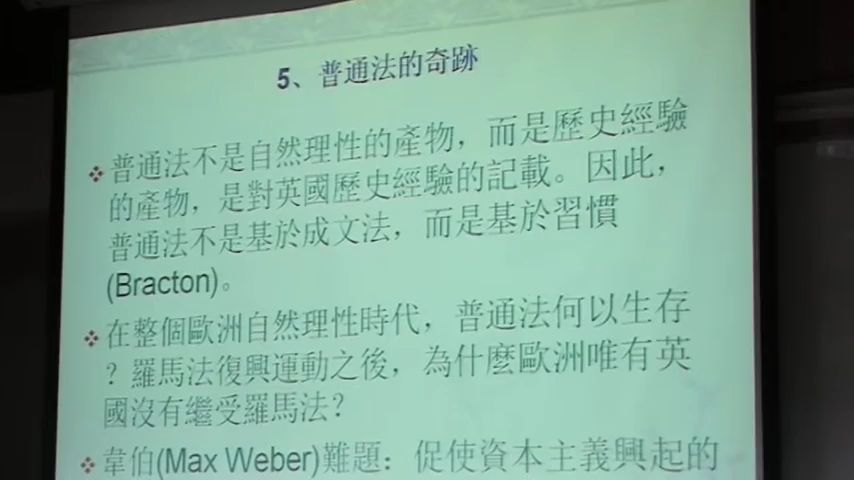 5、普通法的奇跡
普通法不是自然理性的產物，而是歷史經驗
的產物，是對英國歷史經驗的記載。因此，
普通法不是基於成文法，而是基於習慣
(Bracton)。
在整個歐洲自然理性時代，普通法何以生存
？羅馬法復興運動之後，為什麼歐洲唯有英
國沒有繼受羅馬法？
韋伯(Max Weber)難題：促使資本主義興起的